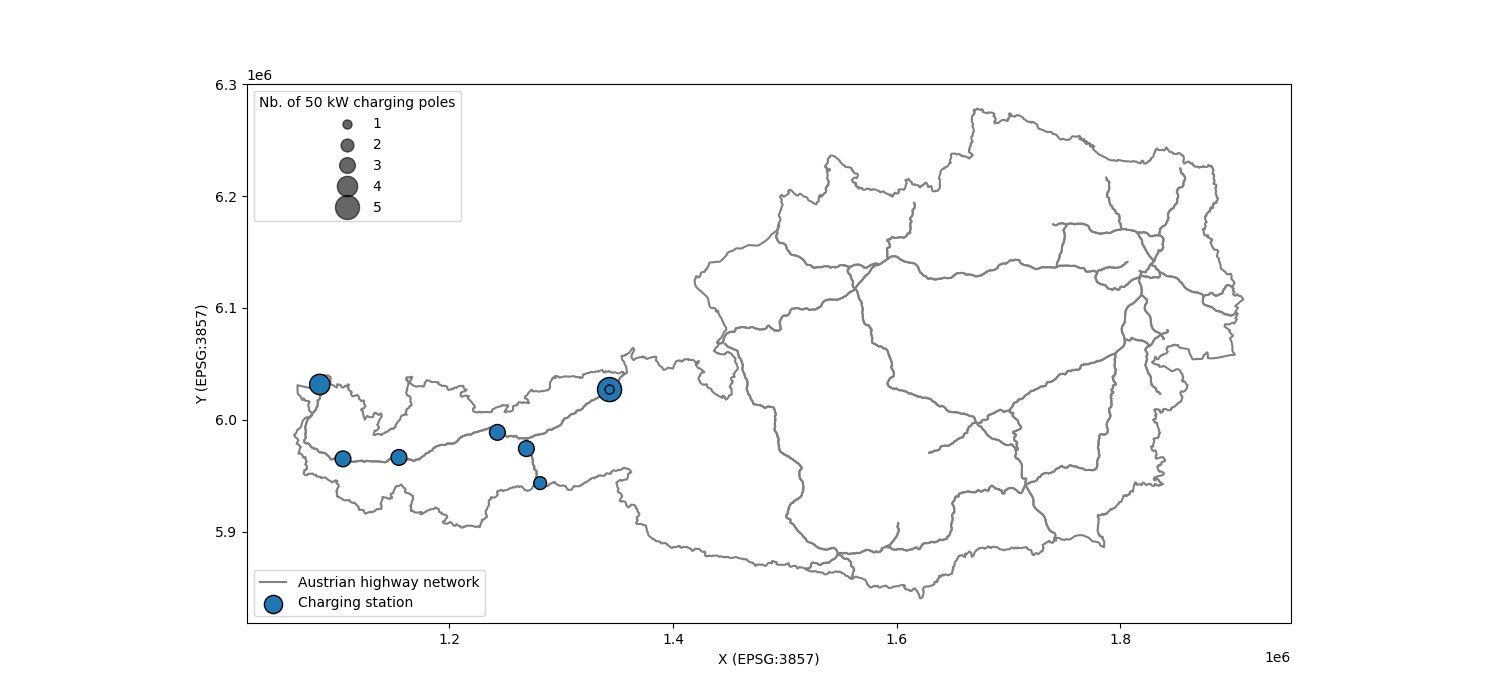 1e6
6.3
6.2
6.1
6.0
5.9
Y (EPSG:3857)
Nb. of 50 kW charging poles
1
2
3
4
5
Austrian highway network
Charging station
1.2
1.4
1.6
1.8
1e6
X (EPSG:3857)